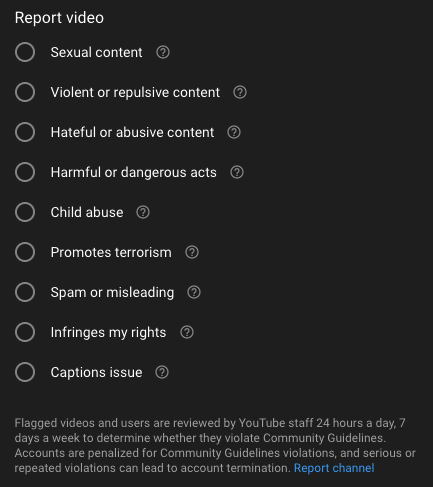 Report video
Sexual content
Violent or repulsive content
Hateful or abusive content
Harmful or dangerous acts
Child abuse
Promotes terrorism
Spam or misleading
Infringes my rights
Captions issue
Flagged videos and users are reviewed by YouTube staff 24 hours a day, 7
days a week to determine whether they violate Community Guidelines.
Accounts are penalized for Community Guidelines violations, and serious or
repeated violations can lead to account termination. Report channel